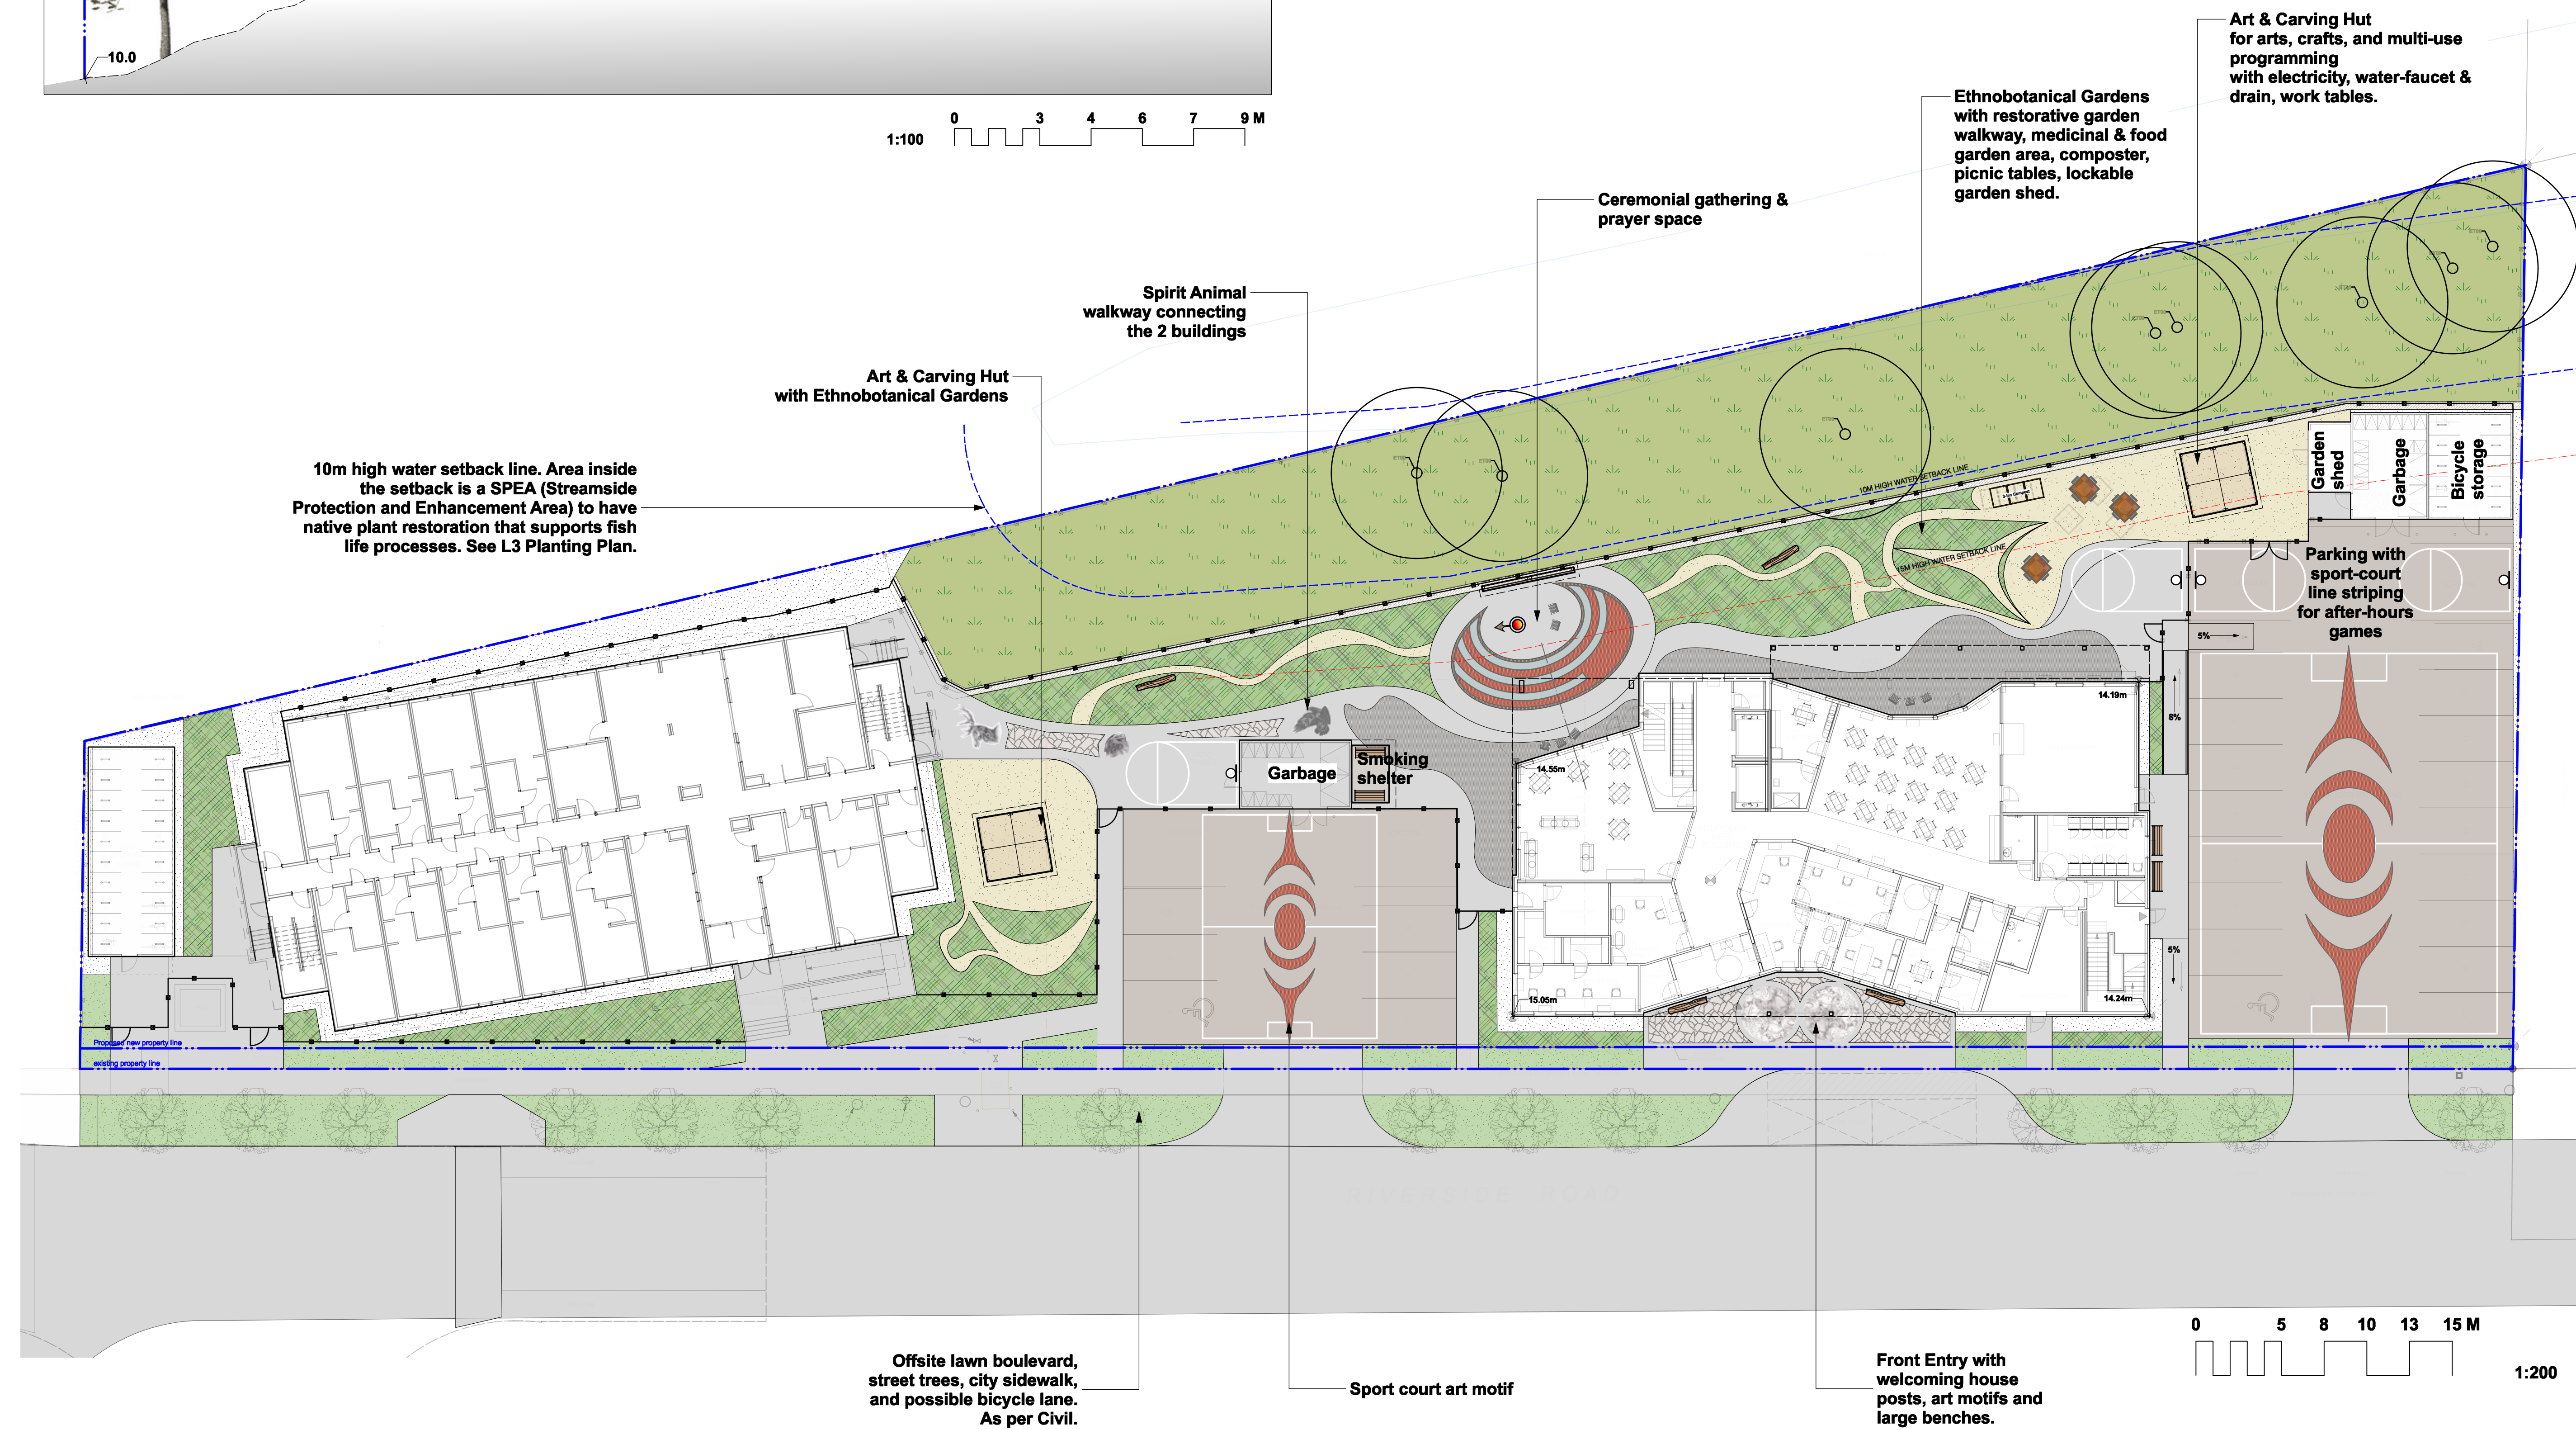 10.0
1:100
0 3 4 6 7 9 M
Art & Carving Hut
for arts, crafts, and multi-use
programming
with electricity, water-faucet &
drain, work tables.
Ethnobotanical Gardens
with restorative garden
walkway, medicinal & food
garden area, composter,
picnic tables, lockable
garden shed.
Ceremonial gathering &
prayer space
Spirit Animal
walkway connecting
the 2 buildings
Art & Carving Hut
with Ethnobotanical Gardens
10m high water setback line. Area inside
the setback is a SPEA (Streamside
Protection and Enhancement Area) to have
native plant restoration that supports fish
life processes. See L3 Planting Plan.
10M HIGH WATER SETBACK LINE
15M HIGH WATER SETBACK LINE
Garden
shed
Garbage
Bicycle
storage
Parking with
sport-court
line striping
for after-hours
games
5%
8%
5%
14.19m
14.55m
15.05m
14.24m
Garbage
Smoking
shelter
Proposed new property line
existing property line
RIVERSIDE ROAD
Offsite lawn boulevard,
street trees, city sidewalk,
and possible bicycle lane.
As per Civil.
Sport court art motif
Front Entry with
welcoming house
posts, art motifs and
large benches.
0 5 8 10 13 15 M
1:200